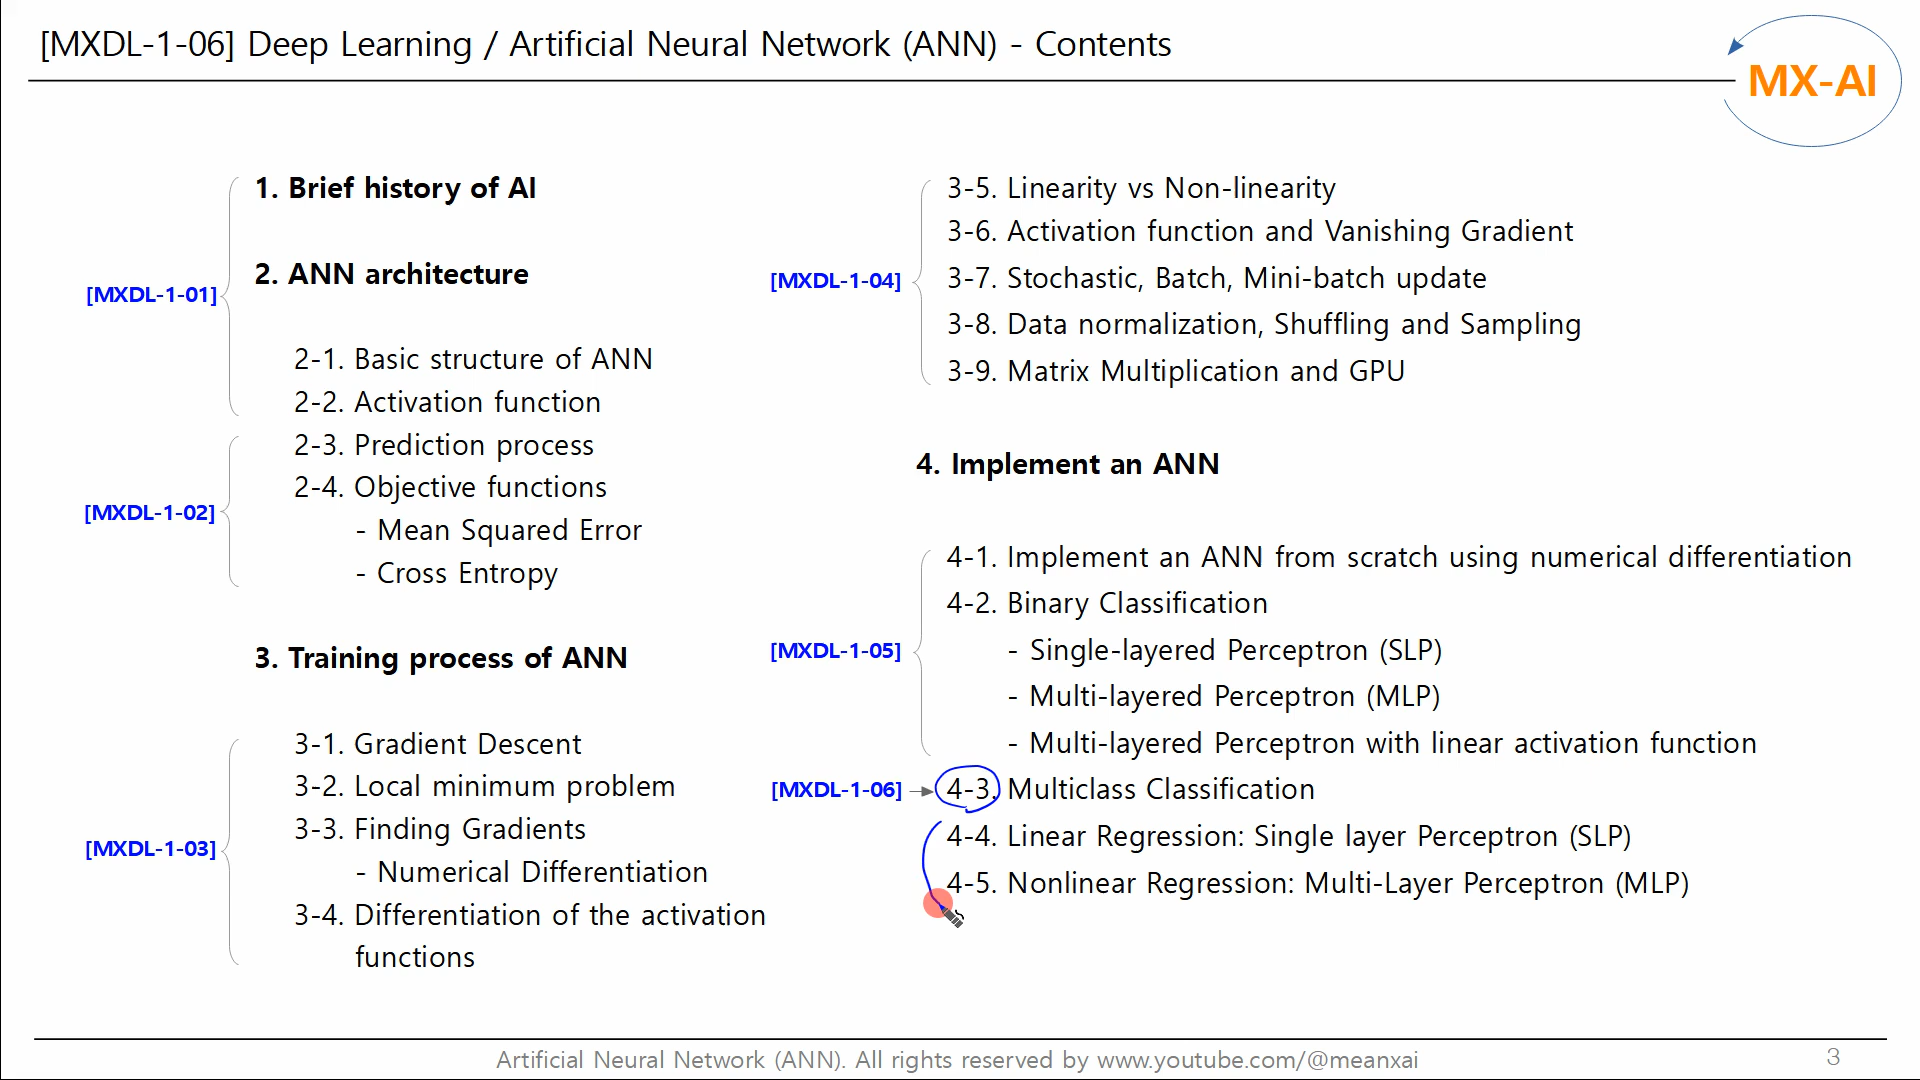 [MXDL-1-06] Deep Learning / Artificial Neural Network (ANN) - Contents
MX-AI
[MXDL-1-01]
1. Brief history of AI
2. ANN architecture
2-1. Basic structure of ANN
2-2. Activation function
[MXDL-1-02]
2-3. Prediction process
2-4. Objective functions
- Mean Squared Error
- Cross Entropy
3. Training process of ANN
[MXDL-1-03]
3-1. Gradient Descent
3-2. Local minimum problem
3-3. Finding Gradients
- Numerical Differentiation
3-4. Differentiation of the activation
functions
[MXDL-1-04]
3-5. Linearity vs Non-linearity
3-6. Activation function and Vanishing Gradient
3-7. Stochastic, Batch, Mini-batch update
3-8. Data normalization, Shuffling and Sampling
3-9. Matrix Multiplication and GPU
4. Implement an ANN
[MXDL-1-05]
4-1. Implement an ANN from scratch using numerical differentiation
4-2. Binary Classification
- Single-layered Perceptron (SLP)
- Multi-layered Perceptron (MLP)
- Multi-layered Perceptron with linear activation function
[MXDL-1-06]
4-3. Multiclass Classification
4-4. Linear Regression: Single layer Perceptron (SLP)
4-5. Nonlinear Regression: Multi-Layer Perceptron (MLP)
Artificial Neural Network (ANN). All rights reserved by www.youtube.com/@meanxai
3